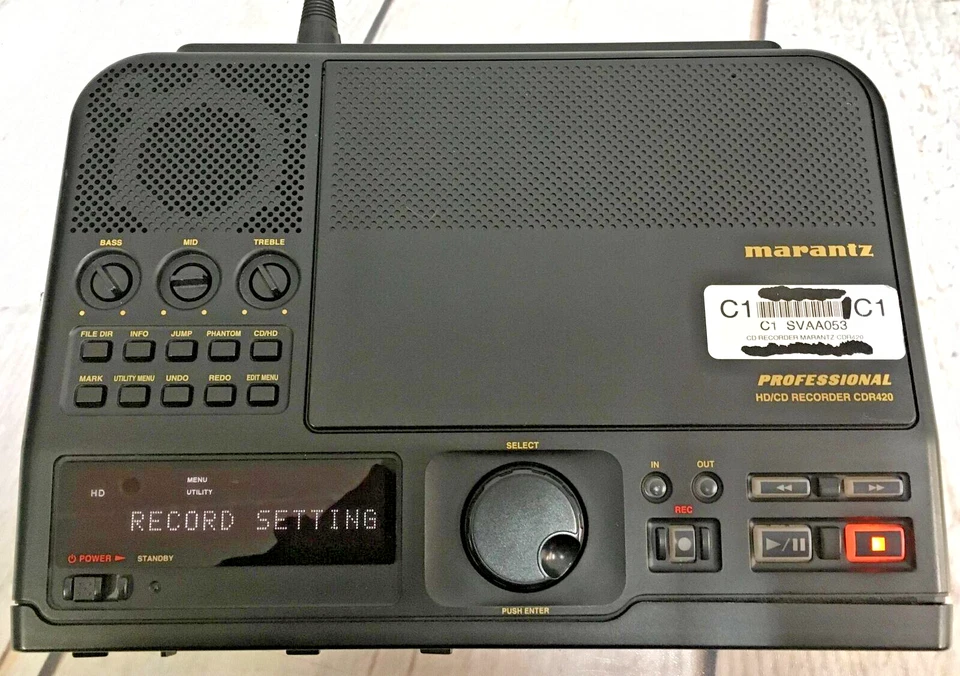 BASS MID TREBLE
marantz
C1 C1
C1 SVAA053
CD RECORDER MARANTZ CDR420
FILE DIR INFO JUMP PHANTOM CD/HD
MARK UTILITY MENU UNDO REDO EDIT MENU
PROFESSIONAL
HD/CD RECORDER CDR420
SELECT
IN OUT
MENU
HD
UTILITY
REC
RECORD SETTING
POWER STANDBY
PUSH ENTER